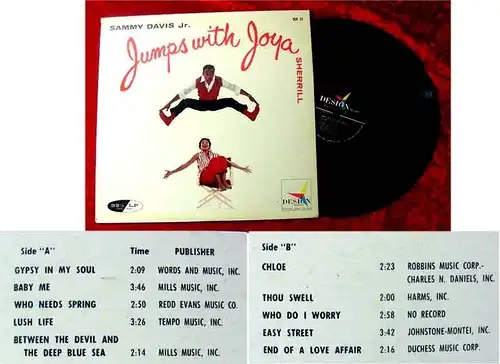 SAMMY DAVIS Jr.
Jumps with Joya
SHERRILL
DESIGN
DESIGN
Side "A" Time PUBLISHER
GYPSY IN MY SOUL 2:09 WORDS AND MUSIC, INC.
BABY ME 3:46 MILLS MUSIC, INC.
WHO NEEDS SPRING 2:50 REDD EVANS MUSIC CO.
LUSH LIFE 3:26 TEMPO MUSIC, INC.
BETWEEN THE DEVIL AND
THE DEEP BLUE SEA 2:14 MILLS MUSIC, INC.
Side "B"
CHLOE 2:23 ROBBINS MUSIC CORP.-
CHARLES N. DANIELS, INC.
THOU SWELL 2:00 HARMS, INC.
WHO DO I WORRY 2:58 NO RECORD
EASY STREET 3:42 JOHNSTONE-MONTEI, INC.
END OF A LOVE AFFAIR 2:16 DUCHESS MUSIC CORP.